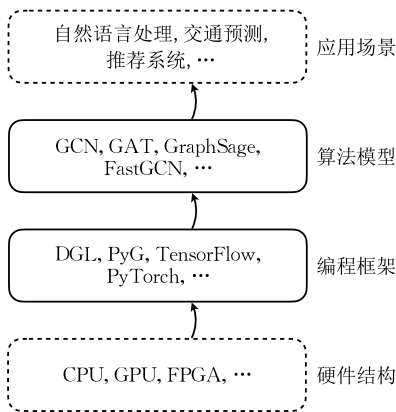 自然语言处理, 交通预测,
推荐系统, …
应用场景
GCN, GAT, GraphSage,
FastGCN, …
算法模型
DGL, PyG, TensorFlow,
PyTorch, …
编程框架
CPU, GPU, FPGA, …
硬件结构